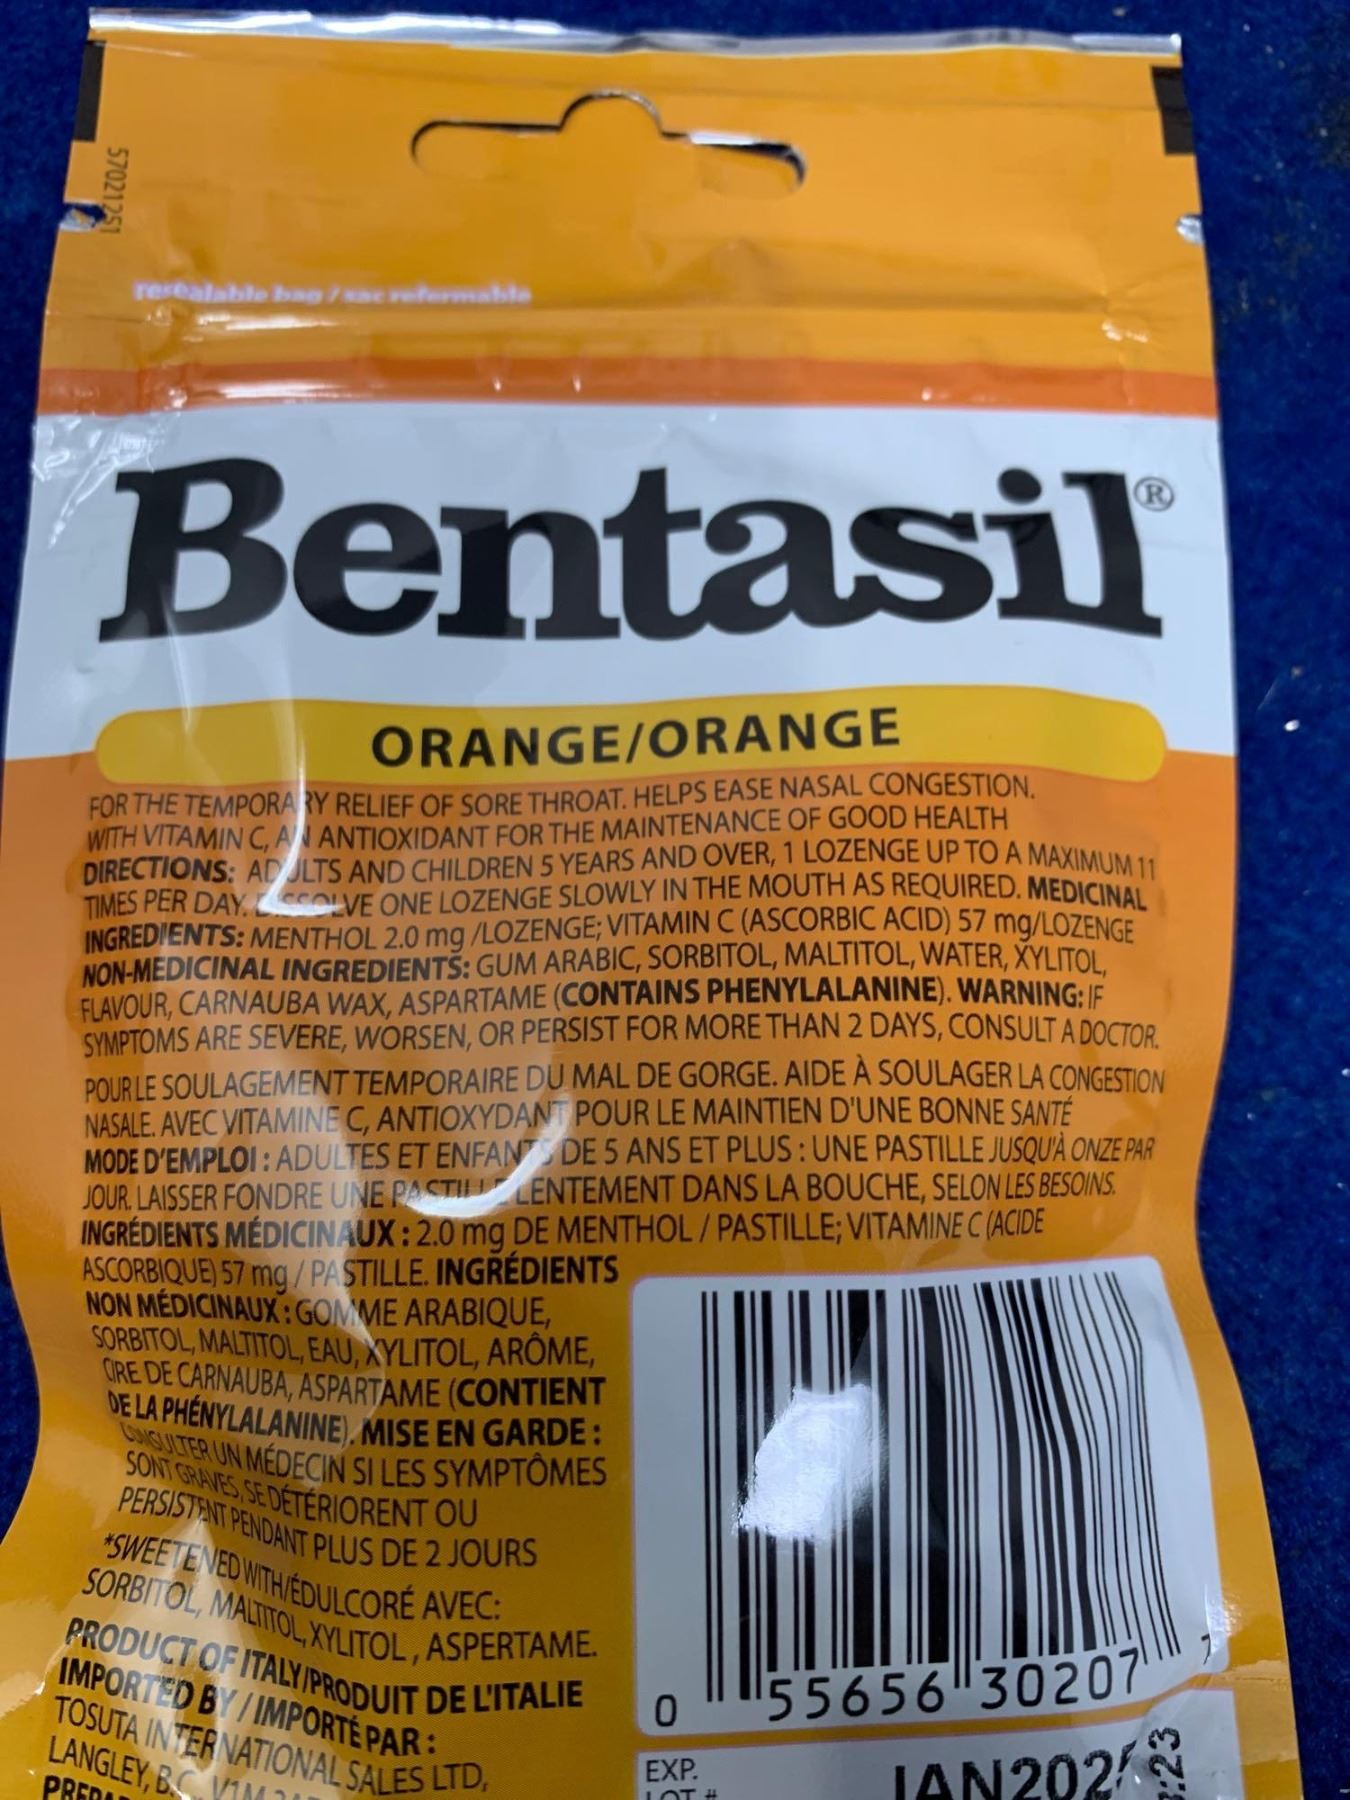 57021251
resealable bag / sac refermable
Bentasil®
ORANGE/ORANGE
FOR THE TEMPORARY RELIEF OF SORE THROAT. HELPS EASE NASAL CONGESTION.
WITH VITAMIN C, AN ANTIOXIDANT FOR THE MAINTENANCE OF GOOD HEALTH
DIRECTIONS: ADULTS AND CHILDREN 5 YEARS AND OVER, 1 LOZENGE UP TO A MAXIMUM 11
TIMES PER DAY. DISSOLVE ONE LOZENGE SLOWLY IN THE MOUTH AS REQUIRED. MEDICINAL
INGREDIENTS: MENTHOL 2.0 mg /LOZENGE; VITAMIN C (ASCORBIC ACID) 57 mg/LOZENGE
NON-MEDICINAL INGREDIENTS: GUM ARABIC, SORBITOL, MALTITOL, WATER, XYLITOL,
FLAVOUR, CARNAUBA WAX, ASPARTAME (CONTAINS PHENYLALANINE). WARNING: IF
SYMPTOMS ARE SEVERE, WORSEN, OR PERSIST FOR MORE THAN 2 DAYS, CONSULT A DOCTOR.
POUR LE SOULAGEMENT TEMPORAIRE DU MAL DE GORGE. AIDE À SOULAGER LA CONGESTION
NASALE. AVEC VITAMINE C, ANTIOXYDANT POUR LE MAINTIEN D'UNE BONNE SANTÉ
MODE D'EMPLOI : ADULTES ET ENFANTS DE 5 ANS ET PLUS : UNE PASTILLE JUSQU'À ONZE PAR
JOUR. LAISSER FONDRE UNE PASTILLE LENTEMENT DANS LA BOUCHE, SELON LES BESOINS.
INGRÉDIENTS MÉDICINAUX : 2.0 mg DE MENTHOL / PASTILLE; VITAMINE C (ACIDE
ASCORBIQUE) 57 mg / PASTILLE. INGRÉDIENTS
NON MÉDICINAUX : GOMME ARABIQUE,
SORBITOL, MALTITOL, EAU, XYLITOL, ARÔME,
CIRE DE CARNAUBA, ASPARTAME (CONTIENT
DE LA PHÉNYLALANINE). MISE EN GARDE :
CONSULTER UN MÉDECIN SI LES SYMPTÔMES
SONT GRAVES, SE DÉTÉRIORENT OU
PERSISTENT PENDANT PLUS DE 2 JOURS
*SWEETENED WITH/ÉDULCORÉ AVEC:
SORBITOL, MALTITOL, XYLITOL , ASPERTAME.
PRODUCT OF ITALY/PRODUIT DE L'ITALIE
IMPORTED BY / IMPORTÉ PAR :
TOSUTA INTERNATIONAL SALES LTD,
LANGLEY, B.C. V1M
0 55656 30207 7
EXP.
LOT #